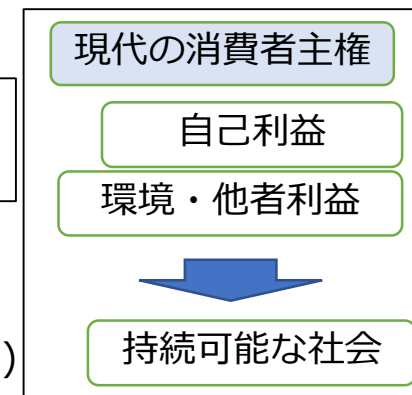 現代の消費者主権
自己利益
環境・他者利益
持続可能な社会
)